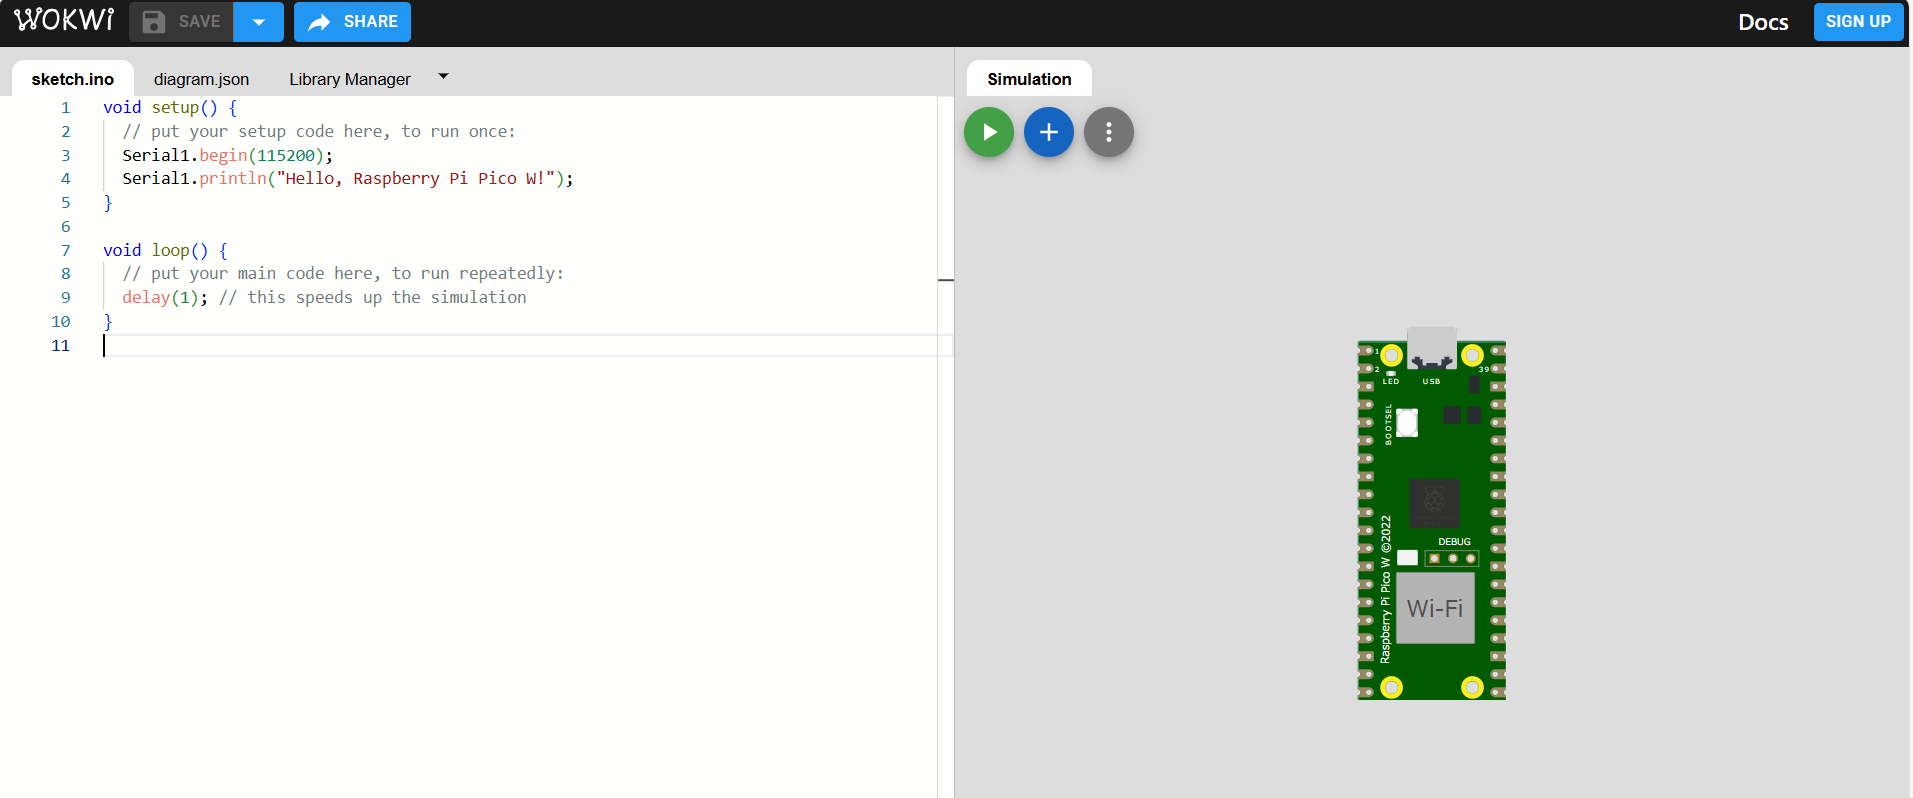 WOKWI SAVE SHARE Docs SIGN UP
sketch.ino diagram.json Library Manager
Simulation
1 void setup() {
2 // put your setup code here, to run once:
3 Serial1.begin(115200);
4 Serial1.println("Hello, Raspberry Pi Pico W!");
5 }
6
7 void loop() {
8 // put your main code here, to run repeatedly:
9 delay(1); // this speeds up the simulation
10 }
11
1
2 39
LED USB
BOOTSEL
DEBUG
Raspberry Pi Pico W ©2022
Wi-Fi